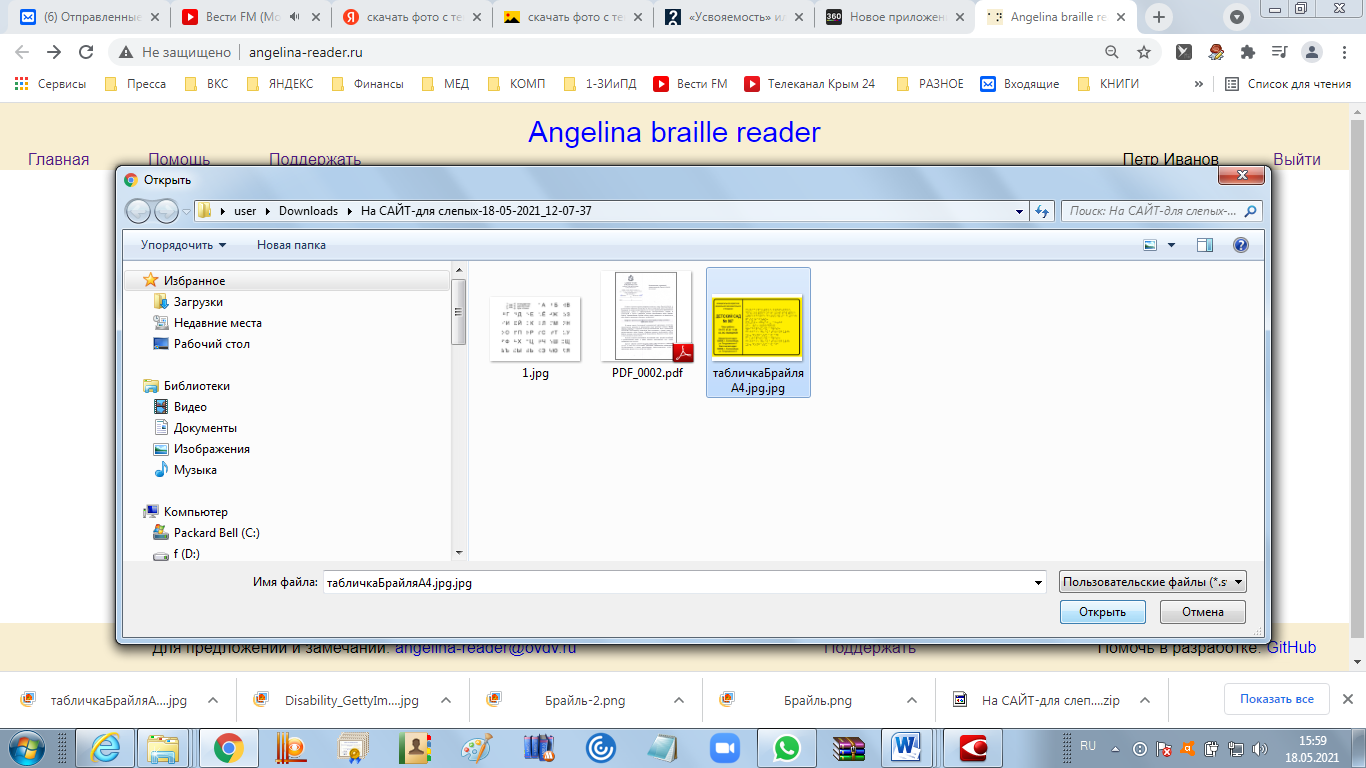 (6) Отправленные
Вести FM (Мо
скачать фото с те
скачать фото с те
«Усвояемость» ил
Новое приложен
Angelina braille re
Не защищено
angelina-reader.ru
Сервисы
Пресса
ВКС
ЯНДЕКС
Финансы
МЕД
КОМП
1-ЗИиПД
Вести FM
Телеканал Крым 24
РАЗНОЕ
Входящие
КНИГИ
»
Список для чтения
Angelina braille reader
Главная
Помощь
Поддержать
Петр Иванов
Выйти
Открыть
user
Downloads
На САЙТ-для слепых-18-05-2021_12-07-37
Поиск: На САЙТ-для слепых-...
Упорядочить
Новая папка
Избранное
Загрузки
Недавние места
Рабочий стол
Библиотеки
Видео
Документы
Изображения
Музыка
Компьютер
Packard Bell (C:)
f (D:)
1.jpg
PDF_0002.pdf
ДЕТСКИЙ САД
табличкаБрайля
А4.jpg.jpg
Имя файла:
табличкаБрайляА4.jpg.jpg
Пользовательские файлы (*.s
Открыть
Отмена
Для предложений и замечаний: angelina-reader@ovdv.ru
Поддержать
Помочь в разработке: GitHub
табличкаБрайляА....jpg
Disability_GettyIm....jpg
Брайль-2.png
Брайль.png
На САЙТ-для слеп....zip
Показать все
RU
15:59
18.05.2021